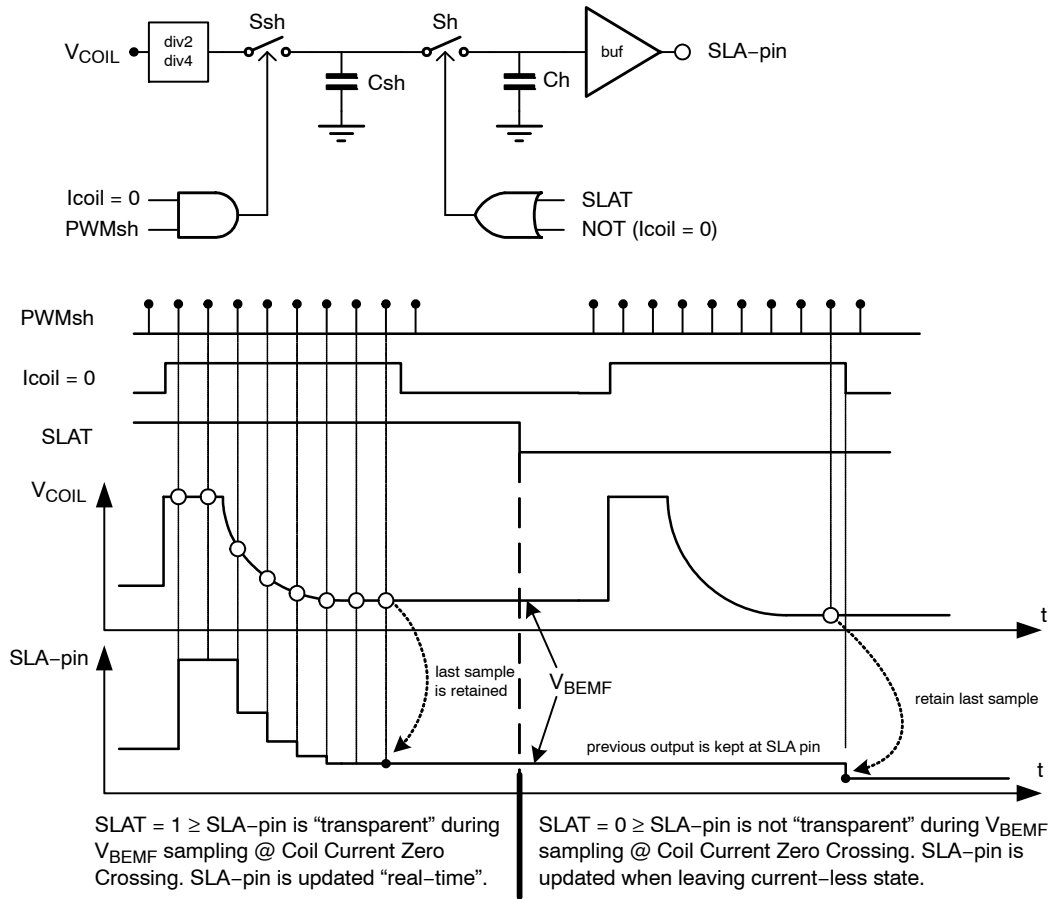 Ssh
Sh
V_COIL
div2
div4
buf
SLA−pin
Csh
Ch
Icoil = 0
PWMsh
SLAT
NOT (Icoil = 0)
PWMsh
Icoil = 0
SLAT
V_COIL
t
SLA−pin
last sample
is retained
V_BEMF
retain last sample
previous output is kept at SLA pin
t
SLAT = 1 ≥ SLA−pin is “transparent” during
V_BEMF sampling @ Coil Current Zero
Crossing. SLA−pin is updated “real−time”.
SLAT = 0 ≥ SLA−pin is not “transparent” during V_BEMF
sampling @ Coil Current Zero Crossing. SLA−pin is
updated when leaving current−less state.